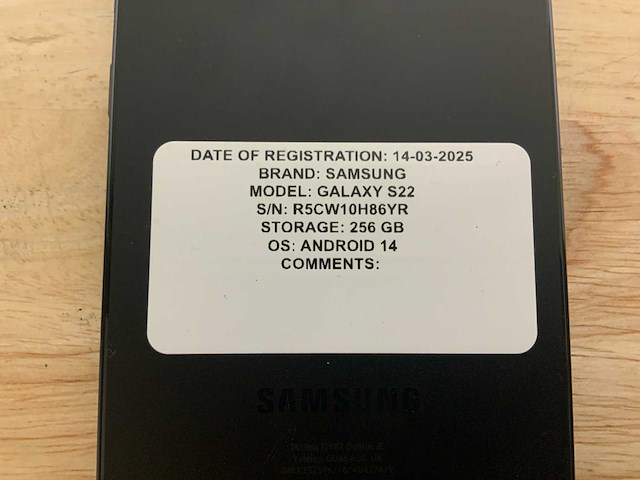 DATE OF REGISTRATION: 14-03-2025
BRAND: SAMSUNG
MODEL: GALAXY S22
S/N: R5CW10H86YR
STORAGE: 256 GB
OS: ANDROID 14
COMMENTS:
SAMSUNG